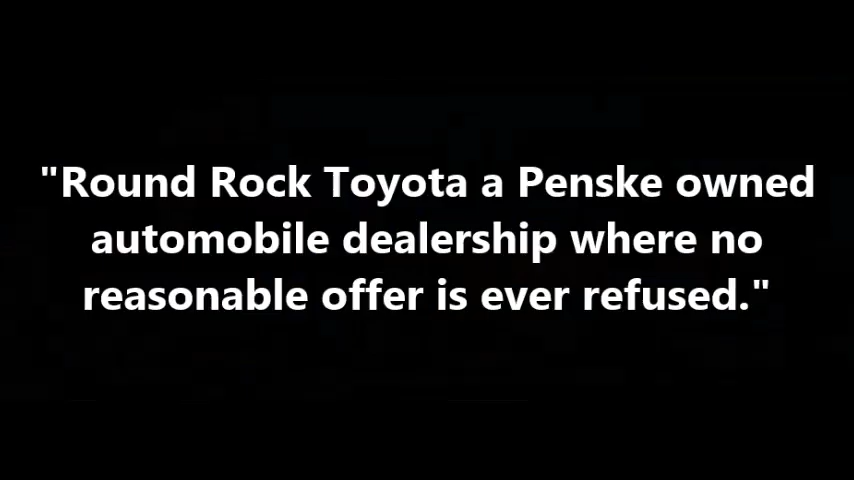 "Round Rock Toyota a Penske owned
automobile dealership where no
reasonable offer is ever refused."